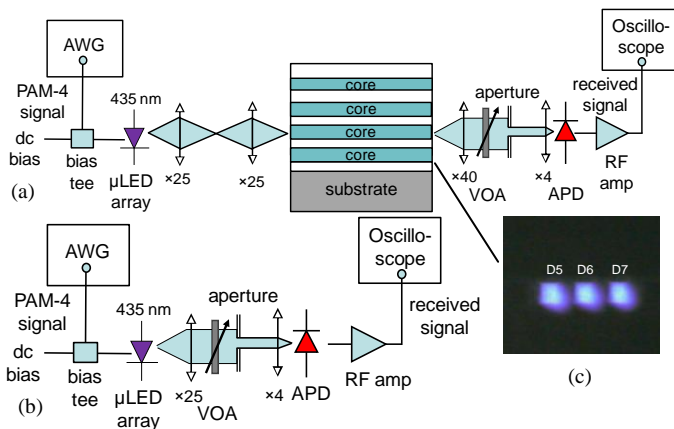 AWG
PAM-4
signal
435 nm
dc
bias
bias
tee
µLED
array
×25
×25
core
core
core
core
substrate
aperture
×40
VOA
×4
APD
received
signal
RF
amp
Oscillo-
scope
(a)
AWG
PAM-4
signal
435 nm
dc
bias
bias
tee
µLED
array
aperture
×25
VOA
×4
APD
RF amp
received
signal
Oscillo-
scope
(b)
D5 D6 D7
(c)